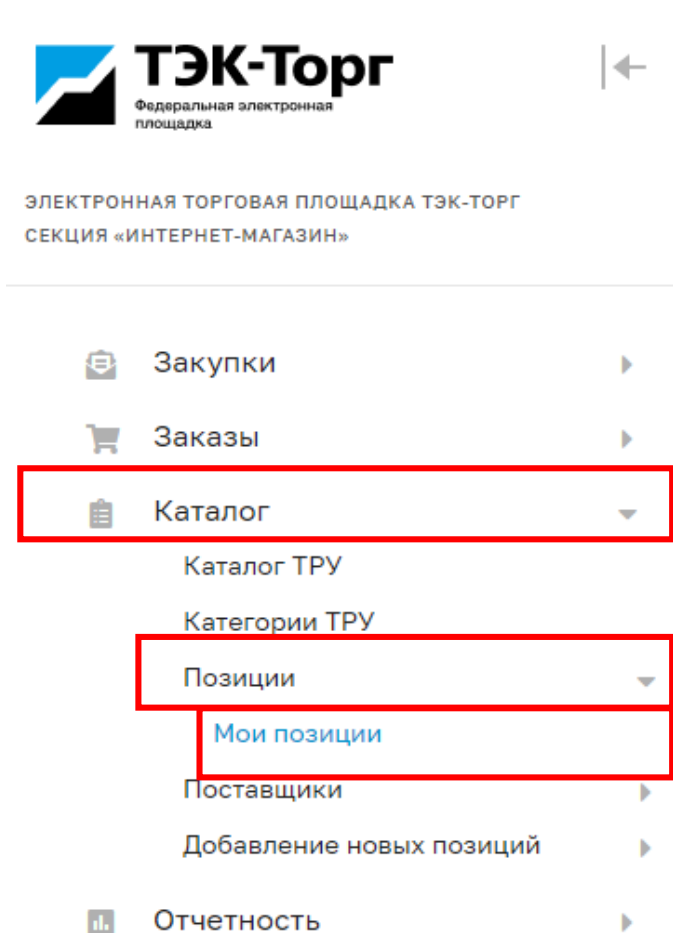 ТЭК-Торг
Федеральная электронная
площадка
ЭЛЕКТРОННАЯ ТОРГОВАЯ ПЛОЩАДКА ТЭК-ТОРГ
СЕКЦИЯ «ИНТЕРНЕТ-МАГАЗИН»
Закупки
Заказы
Каталог
Каталог ТРУ
Категории ТРУ
Позиции
Мои позиции
Поставщики
Добавление новых позиций
Отчетность